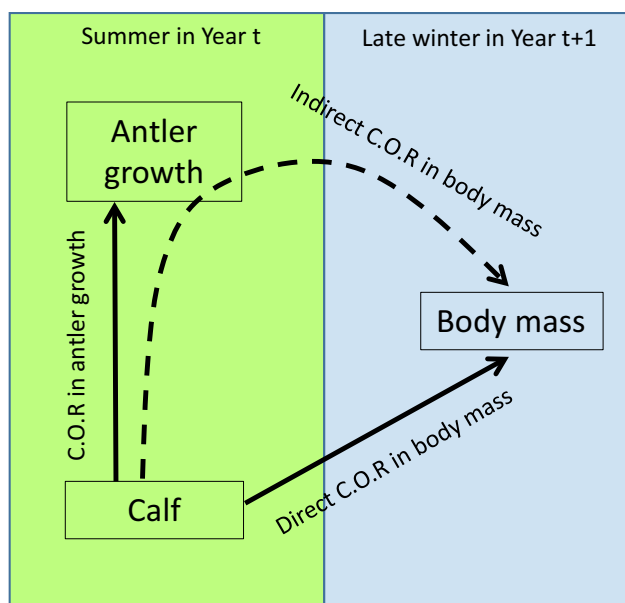 Summer in Year t
Late winter in Year t+1
Antler
growth
Indirect C.O.R in body mass
C.O.R in antler growth
Body mass
Direct C.O.R in body mass
Calf